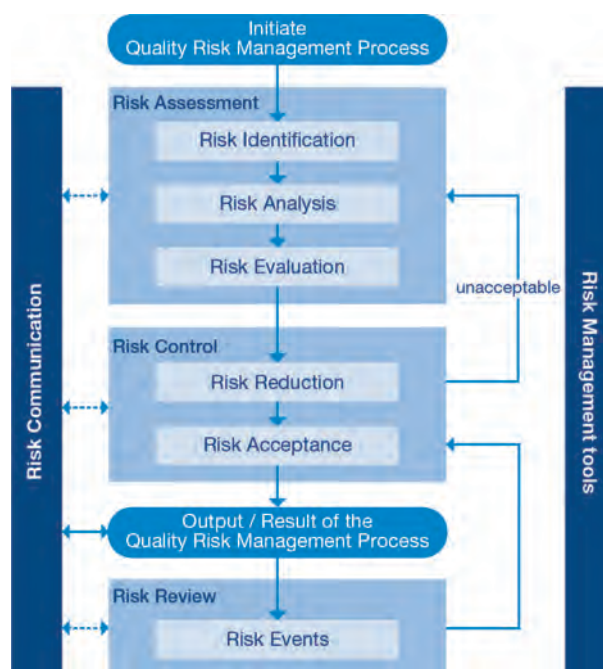 Initiate
Quality Risk Management Process
Risk Assessment
Risk Identification
Risk Analysis
Risk Evaluation
unacceptable
Risk Control
Risk Reduction
Risk Acceptance
Output / Result of the
Quality Risk Management Process
Risk Review
Risk Events
Risk Communication
Risk Management tools